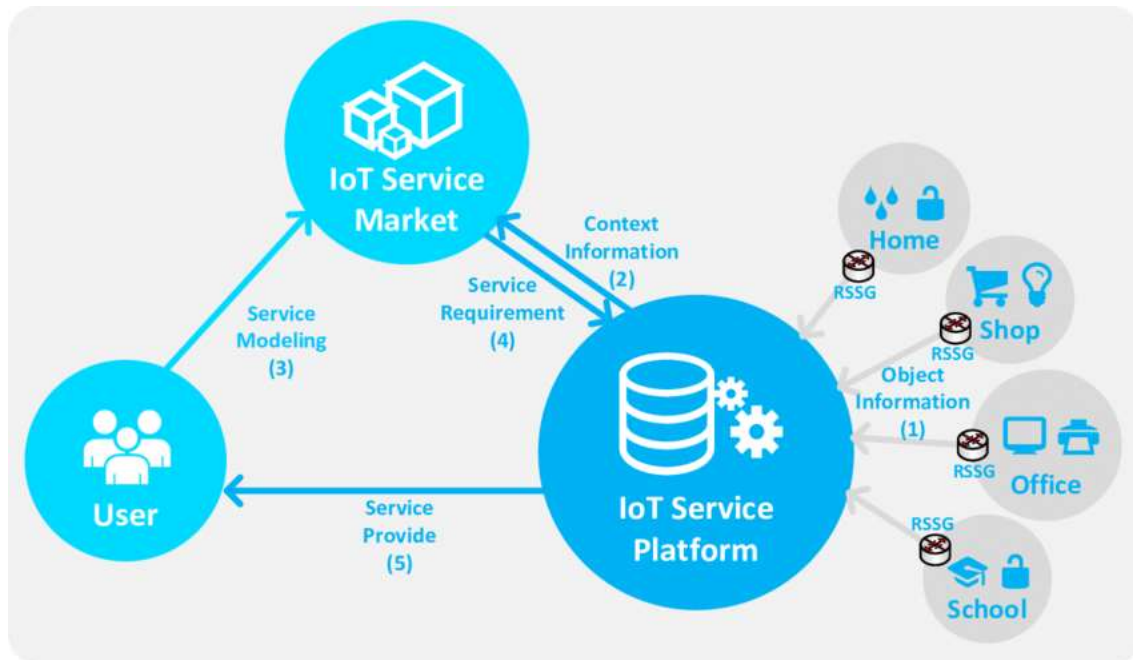 IoT Service
Market
Context
Information
(2)
Service
Requirement
(4)
Service
Modeling
(3)
User
Service
Provide
(5)
IoT Service
Platform
Object
Information
(1)
Home
RSSG
Shop
RSSG
Office
RSSG
School
RSSG